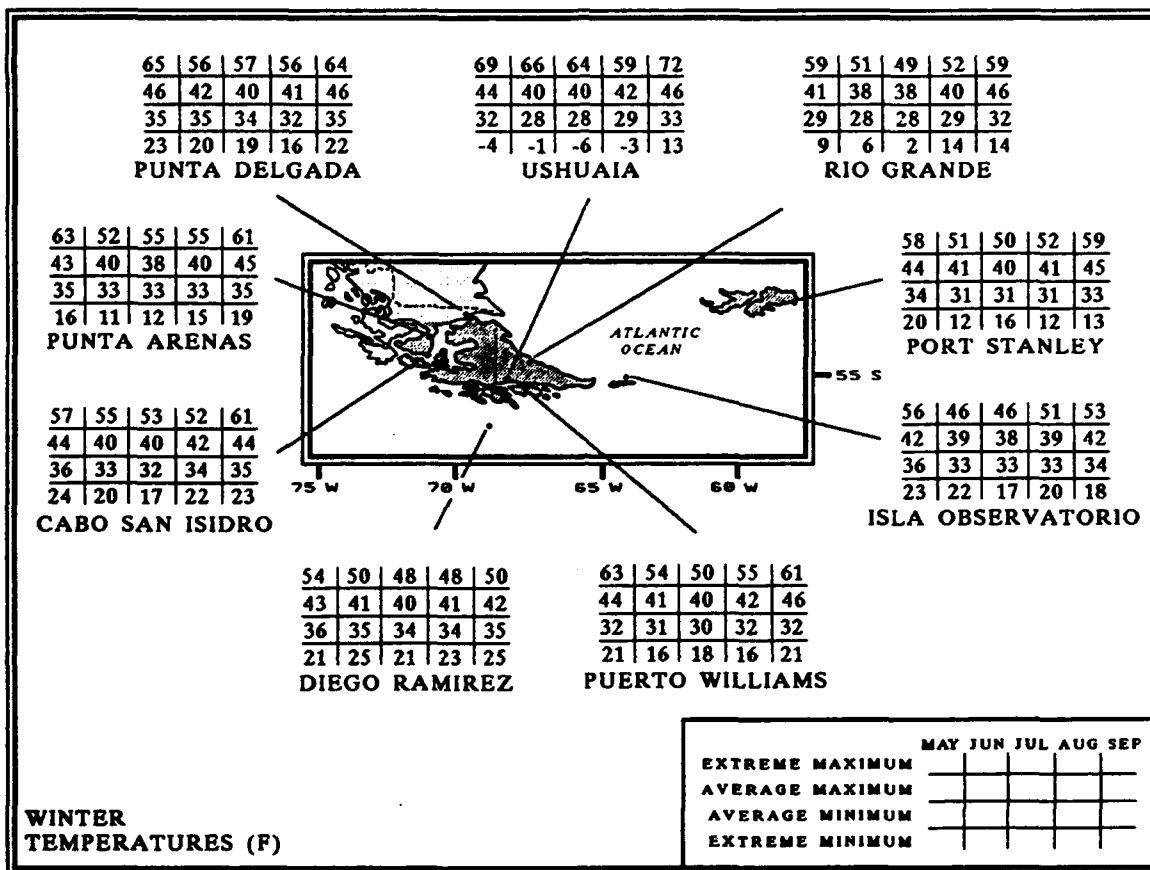 65 56 57 56 64
46 42 40 41 46
35 35 34 32 35
23 20 19 16 22
PUNTA DELGADA
69 66 64 59 72
44 40 40 42 46
32 28 28 29 33
-4 -1 -6 -3 13
USHUAIA
59 51 49 52 59
41 38 38 40 46
29 28 28 29 32
9 6 2 14 14
RIO GRANDE
63 52 55 55 61
43 40 38 40 45
35 33 33 33 35
16 11 12 15 19
PUNTA ARENAS
58 51 50 52 59
44 41 40 41 45
34 31 31 31 33
20 12 16 12 13
PORT STANLEY
ATLANTIC
OCEAN
55 S
57 55 53 52 61
44 40 40 42 44
36 33 32 34 35
24 20 17 22 23
CABO SAN ISIDRO
56 46 46 51 53
42 39 38 39 42
36 33 33 33 34
23 22 17 20 18
ISLA OBSERVATORIO
75 W 70 W 65 W 60 W
54 50 48 48 50
43 41 40 41 42
36 35 34 34 35
21 25 21 23 25
DIEGO RAMIREZ
63 54 50 55 61
44 41 40 42 46
32 31 30 32 32
21 16 18 16 21
PUERTO WILLIAMS
MAY JUN JUL AUG SEP
EXTREME MAXIMUM
AVERAGE MAXIMUM
AVERAGE MINIMUM
EXTREME MINIMUM
WINTER
TEMPERATURES (F)